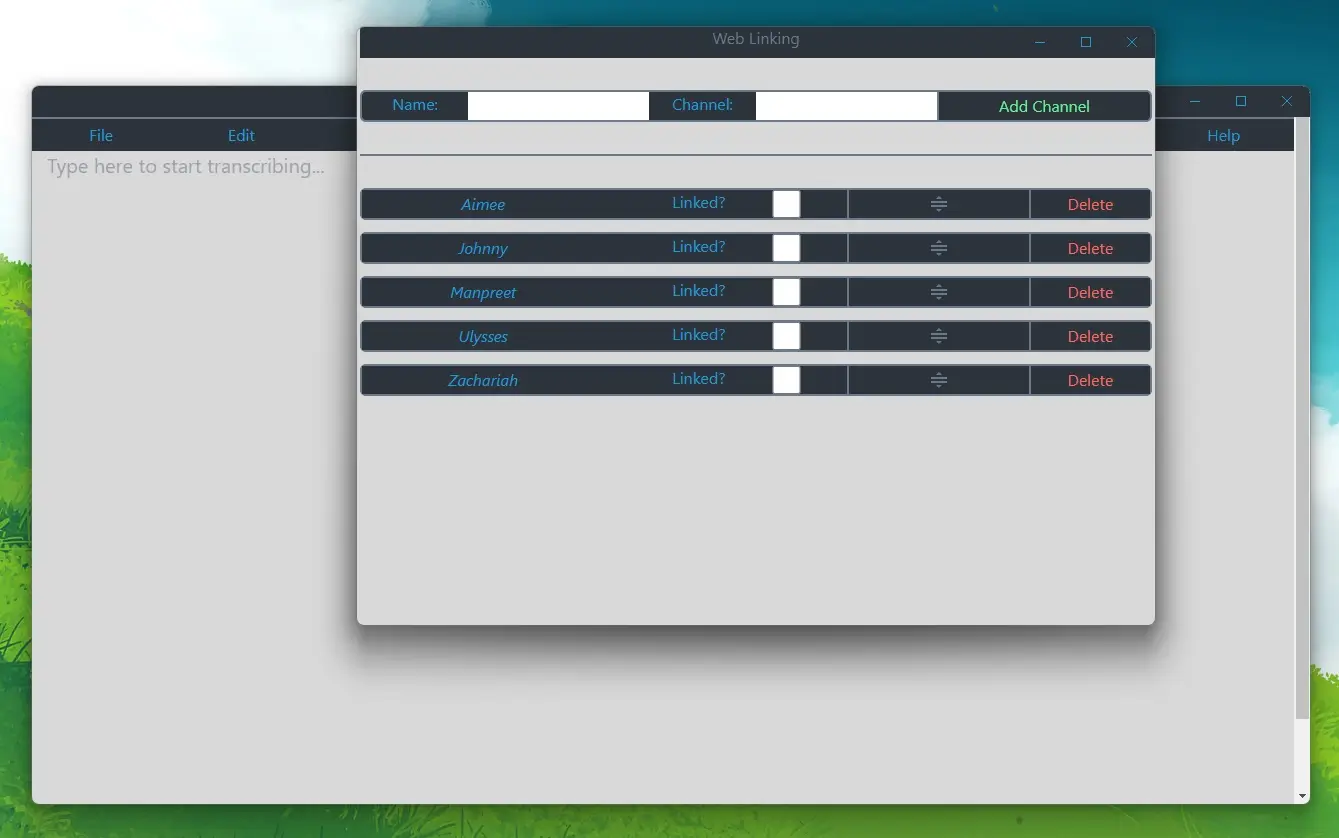 Web Linking
Name: Channel: Add Channel
File Edit Help
Type here to start transcribing...
Aimee Linked? Delete
Johnny Linked? Delete
Manpreet Linked? Delete
Ulysses Linked? Delete
Zachariah Linked? Delete